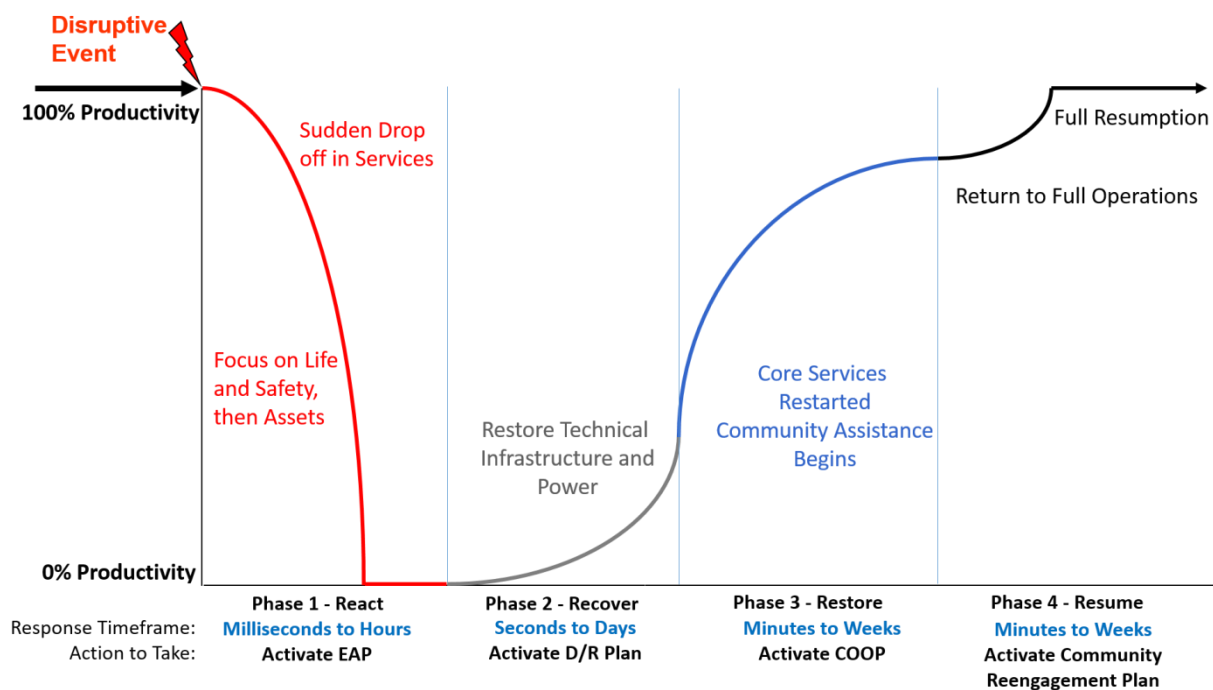 Disruptive
Event
100% Productivity
Sudden Drop
off in Services
Full Resumption
Return to Full Operations
Focus on Life
and Safety,
then Assets
Restore Technical
Infrastructure and
Power
Core Services
Restarted
Community Assistance
Begins
0% Productivity
Phase 1 - React
Phase 2 - Recover
Phase 3 - Restore
Phase 4 - Resume
Response Timeframe:
Milliseconds to Hours
Seconds to Days
Minutes to Weeks
Minutes to Weeks
Action to Take:
Activate EAP
Activate D/R Plan
Activate COOP
Activate Community
Reengagement Plan